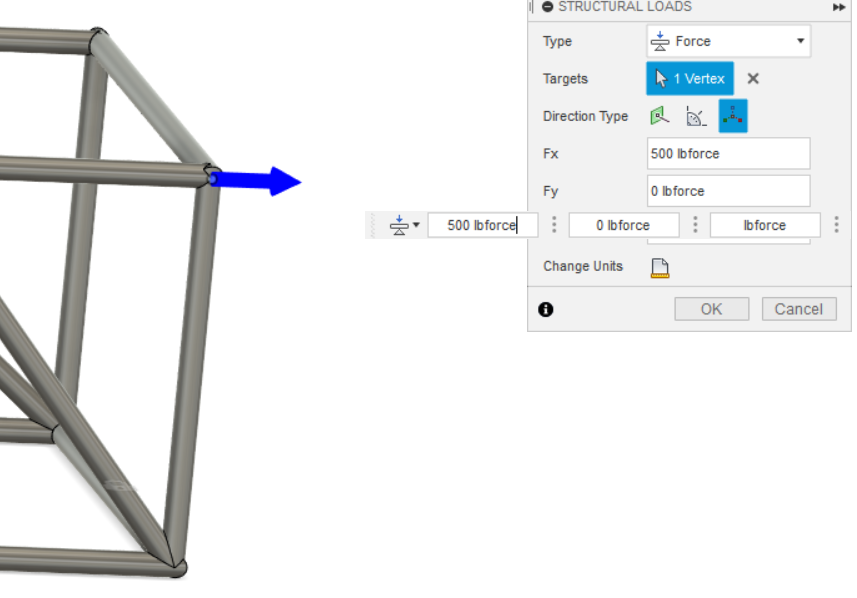 STRUCTURAL LOADS
Type Force
Targets 1 Vertex
Direction Type
Fx 500 lbforce
Fy 0 lbforce
500 lbforce 0 lbforce lbforce
Change Units
OK Cancel